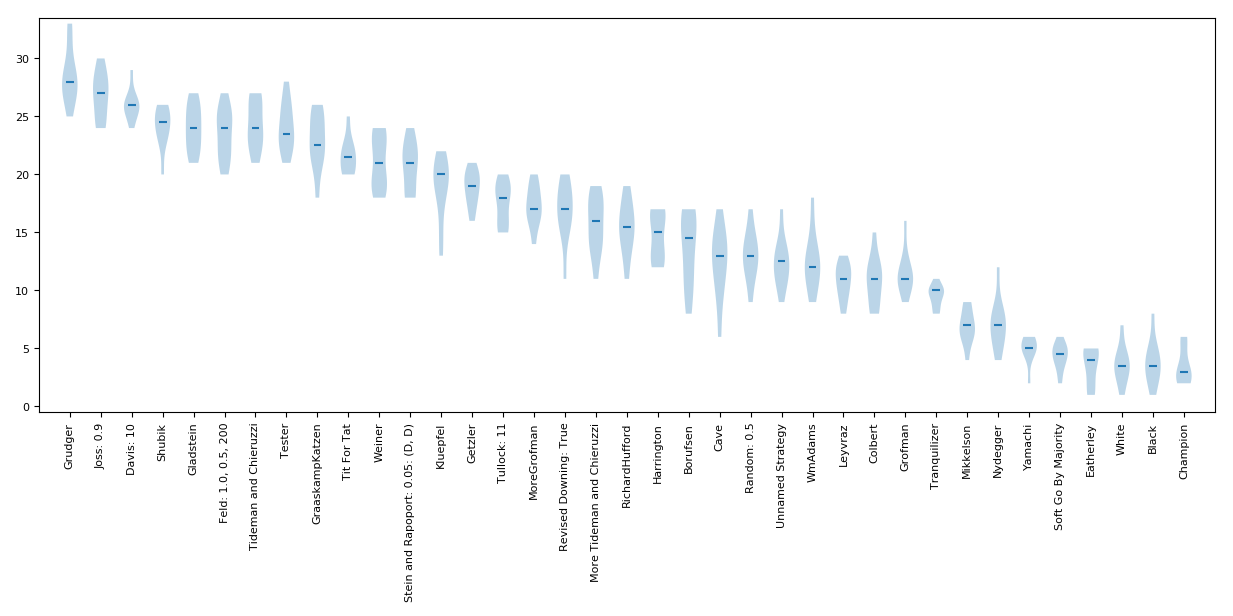 30
25
20
15
10
5
0
Grudger
Joss: 0.9
Davis: 10
Shubik
Gladstein
Feld: 1.0, 0.5, 200
Tideman and Chieruzzi
Tester
GraaskampKatzen
Tit For Tat
Weiner
Stein and Rapoport: 0.05: (D, D)
Kluepfel
Getzler
Tullock: 11
MoreGrofman
Revised Downing: True
More Tideman and Chieruzzi
RichardHufford
Harrington
Borufsen
Cave
Random: 0.5
Unnamed Strategy
WmAdams
Leyvraz
Colbert
Grofman
Tranquilizer
Mikkelson
Nydegger
Yamachi
Soft Go By Majority
Eatherley
White
Black
Champion